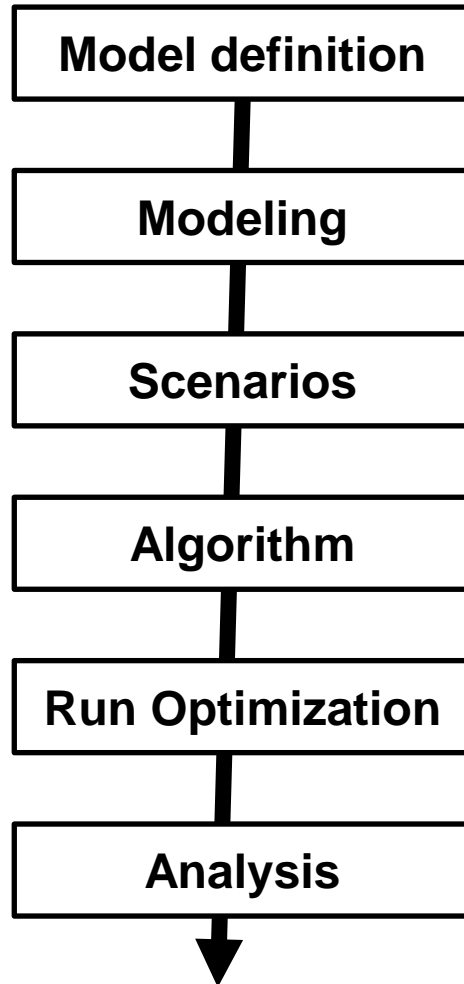 Model definition
Modeling
Scenarios
Algorithm
Run Optimization
Analysis